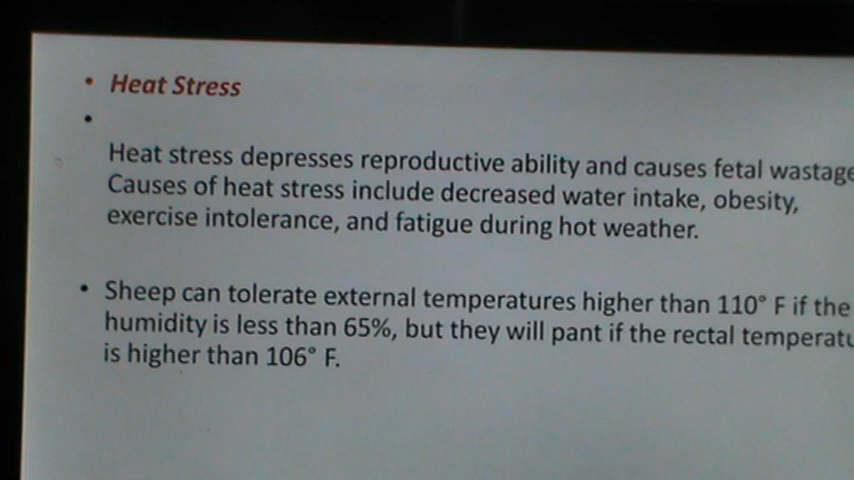 • Heat Stress
•
Heat stress depresses reproductive ability and causes fetal wastage
Causes of heat stress include decreased water intake, obesity,
exercise intolerance, and fatigue during hot weather.
• Sheep can tolerate external temperatures higher than 110° F if the
humidity is less than 65%, but they will pant if the rectal
is higher than 106° F.